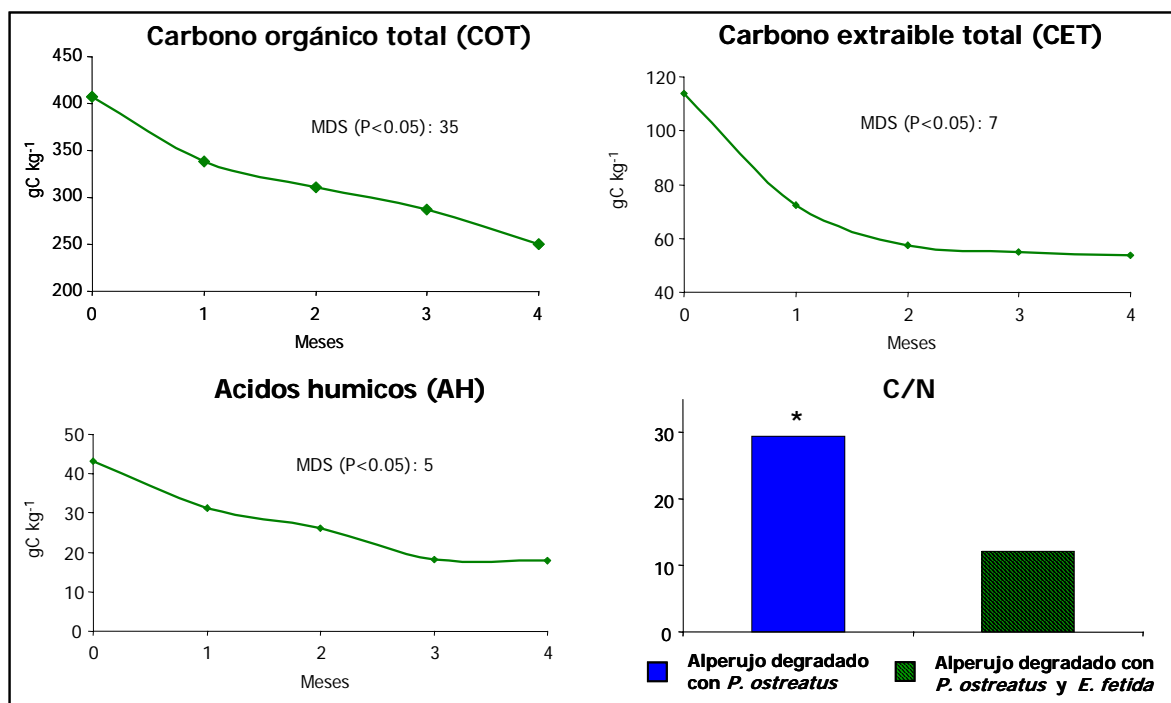 Carbono orgánico total (COT)
450
400
350
300
250
200
gC kg-1
MDS (P<0.05): 35
0 1 2 3 4
Meses
Carbono extraible total (CET)
120
100
80
60
40
gC kg-1
MDS (P<0.05): 7
0 1 2 3 4
Meses
Acidos humicos (AH)
50
40
30
20
10
0
gC kg-1
MDS (P<0.05): 5
0 1 2 3 4
Meses
C/N
30
20
10
0
*
Alperujo degradado
con P. ostreatus
Alperujo degradado con
P. ostreatus y E. fetida